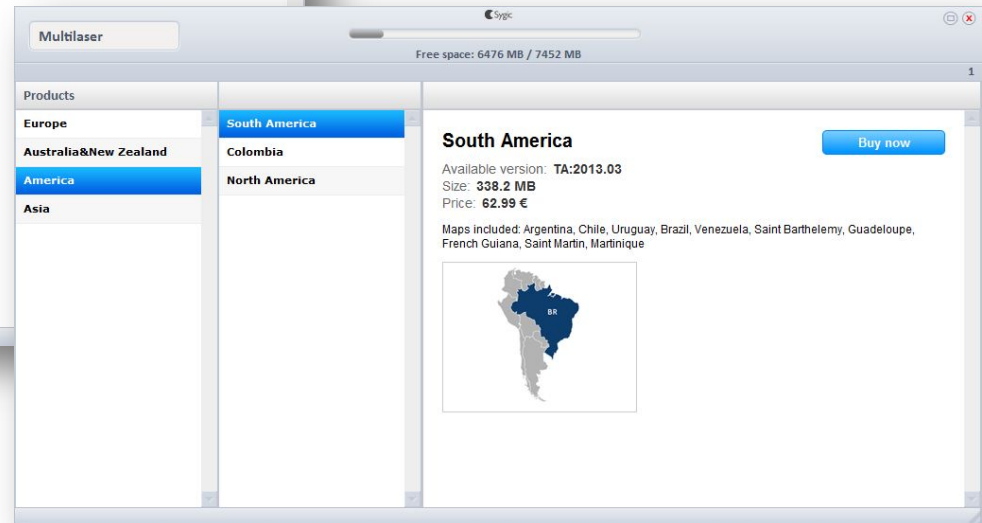 Sygic
Multilaser
Free space: 6476 MB / 7452 MB
1
Products
Europe
Australia&New Zealand
America
Asia
South America
Colombia
North America
South America
Buy now
Available version: TA:2013.03
Size: 338.2 MB
Price: 62.99 €
Maps included: Argentina, Chile, Uruguay, Brazil, Venezuela, Saint Barthelemy, Guadeloupe,
French Guiana, Saint Martin, Martinique
BR